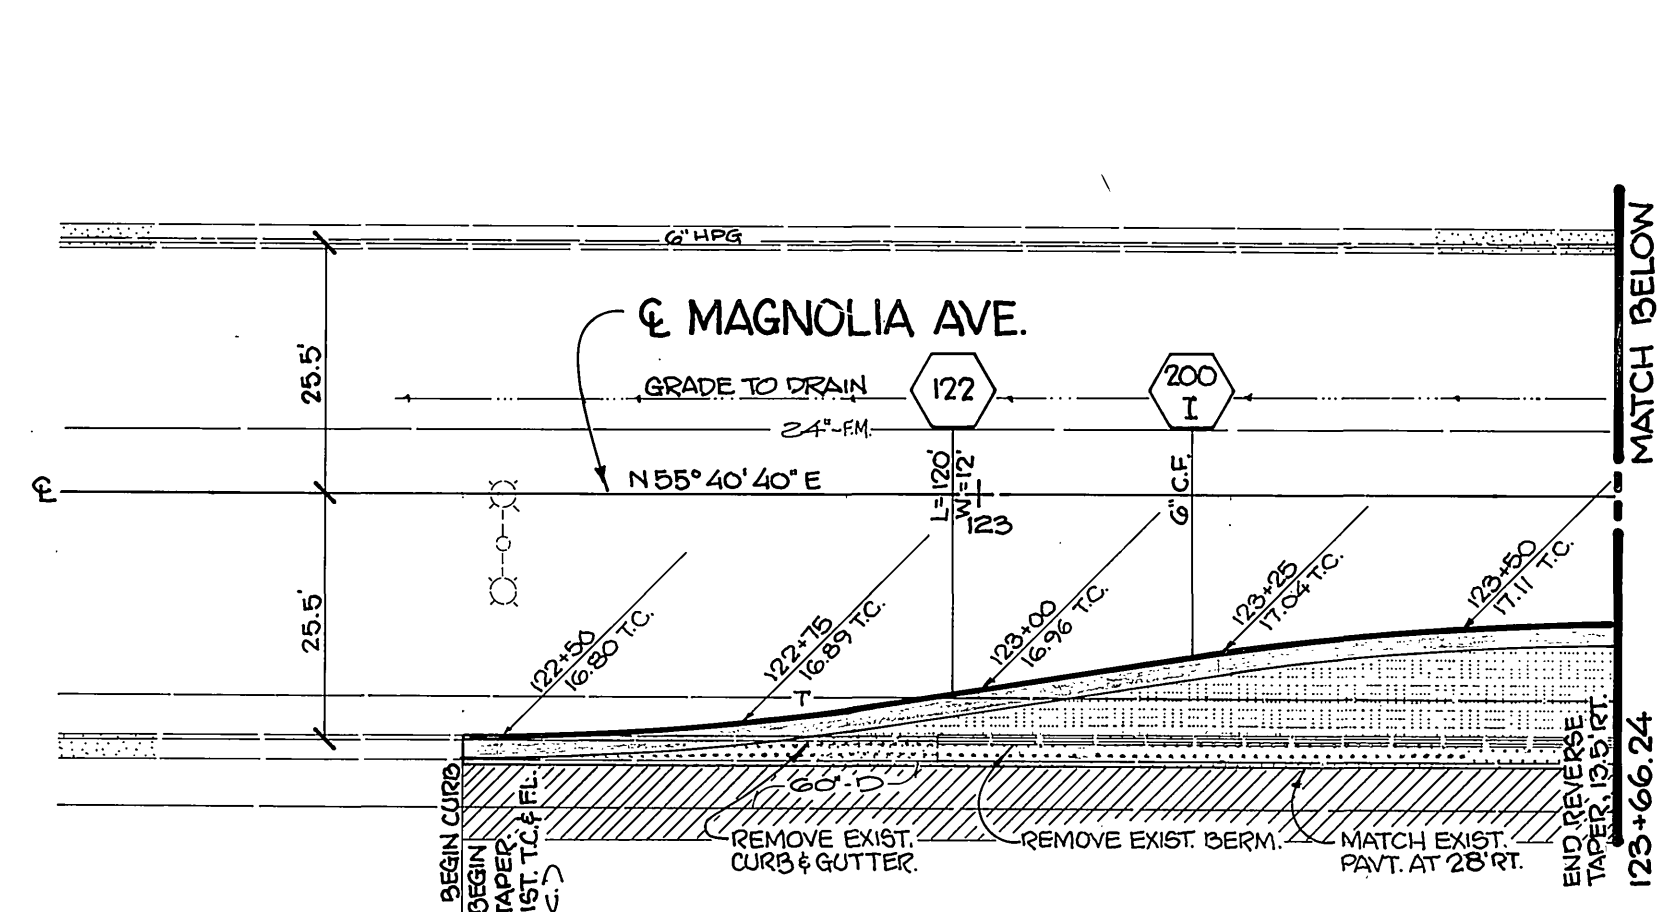 6" HPG
MATCH BELOW
℄ MAGNOLIA AVE.
25.5'
GRADE TO DRAIN
122
200
I
24"-F.M.
℄
N 55° 40' 40" E
L=120'
W=12'
123
6" C.F.
25.5'
122+50
16.80 T.C.
122+75
16.89 T.C.
123+00
16.96 T.C.
123+25
17.04 T.C.
123+50
17.11 T.C.
T
60"-D
BEGIN CURB
BEGIN
TAPER.
IST. T.C. & FL.
C.)
REMOVE EXIST.
CURB & GUTTER.
REMOVE EXIST. BERM.
MATCH EXIST.
PAVT. AT 28' RT.
END REVERSE
TAPER, 13.5' RT.
123+66.24